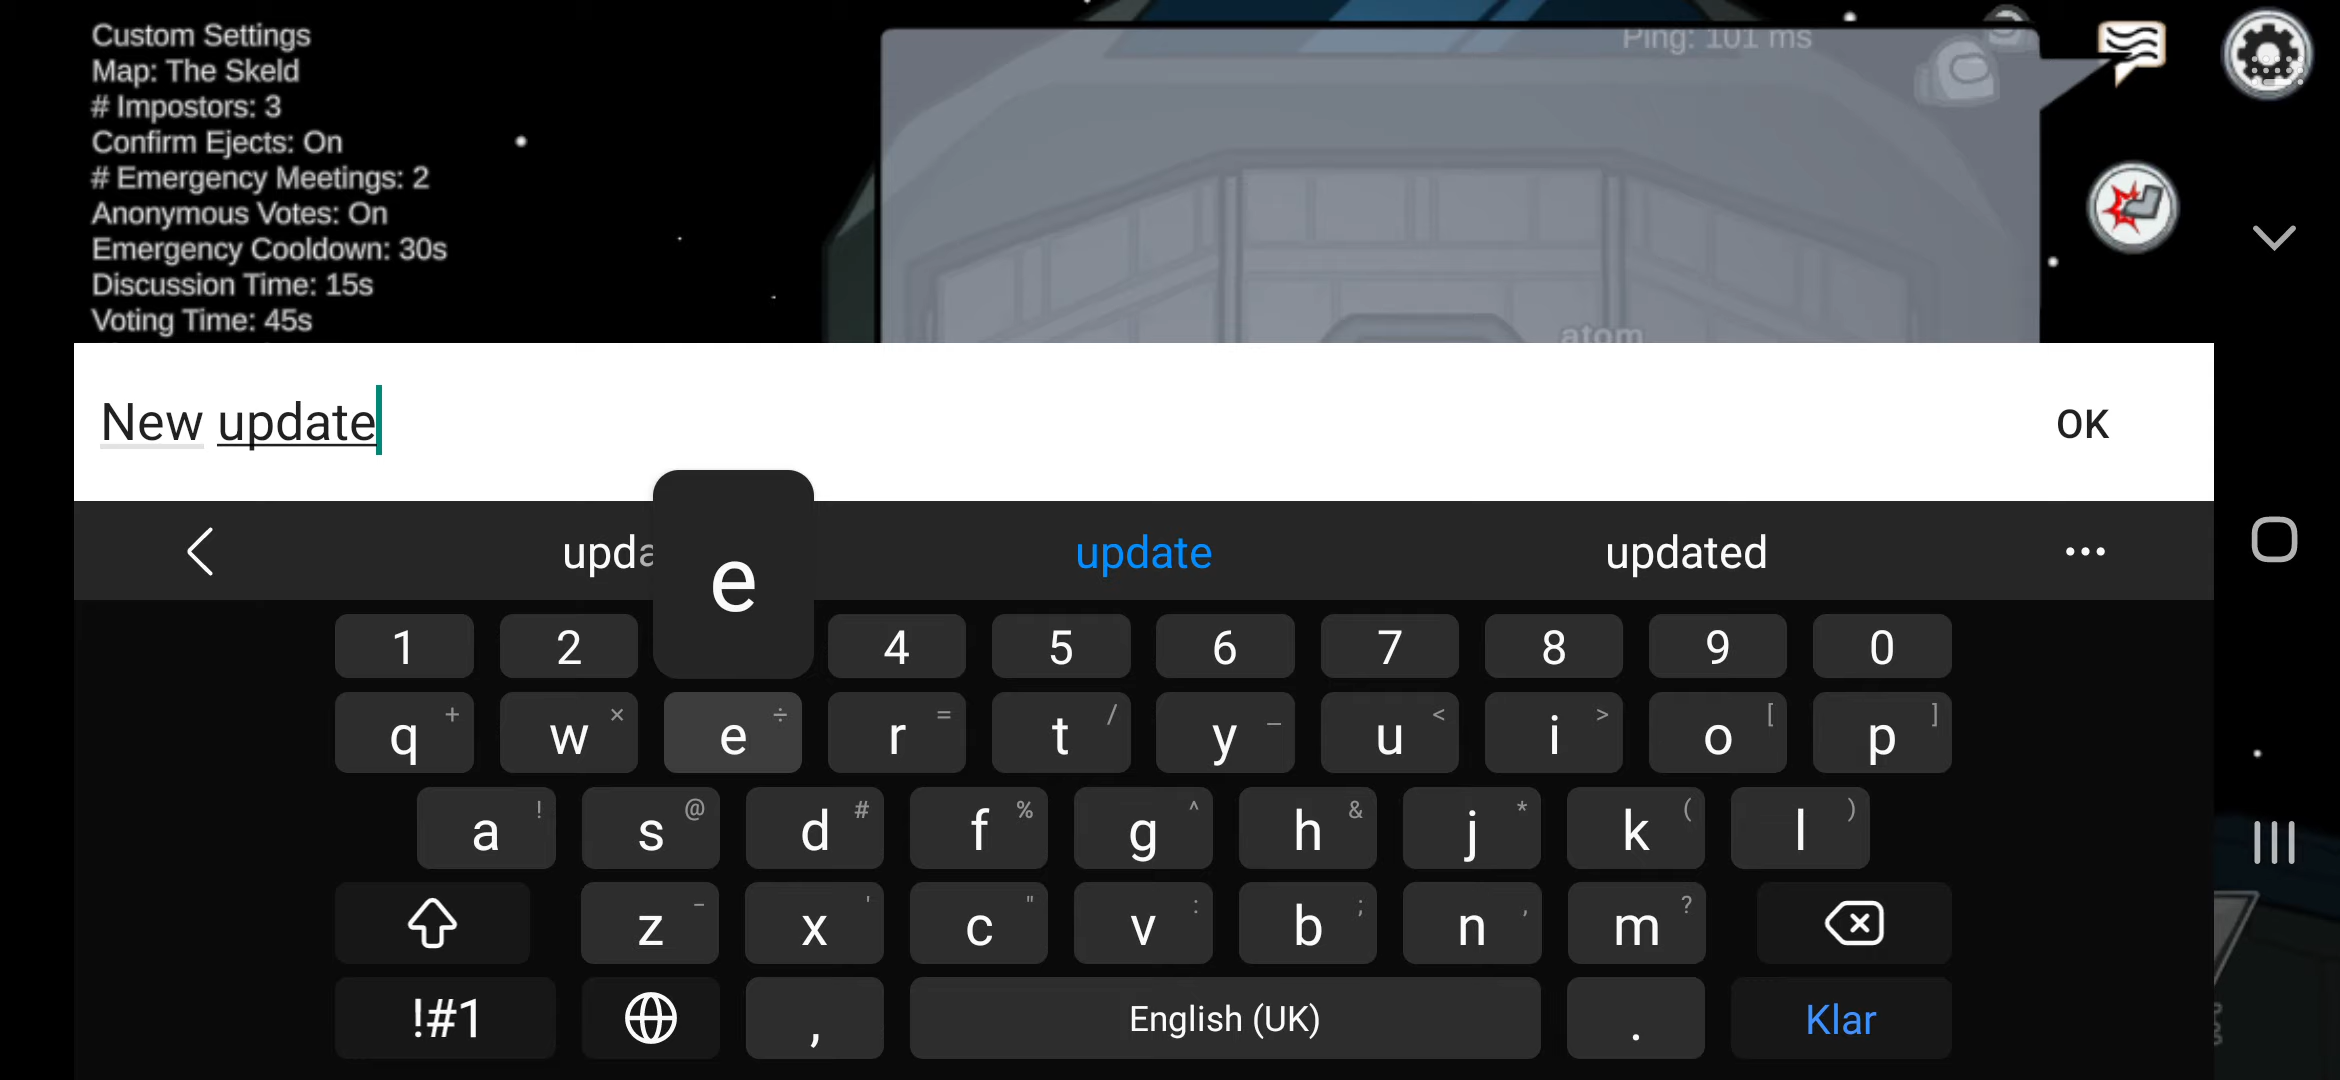 Custom Settings
Map: The Skeld
# Impostors: 3
Confirm Ejects: On
# Emergency Meetings: 2
Anonymous Votes: On
Emergency Cooldown: 30s
Discussion Time: 15s
Voting Time: 45s
Ping: 101 ms
atom
New update
OK
upda
e
update
updated
...
1 2 4 5 6 7 8 9 0
q + w × e ÷ r = t / y _ u < i > o [ p ]
a ! s @ d # f % g ^ h & j * k ( l )
z - x ' c " v : b ; n , m ?
!#1 , English (UK) . Klar